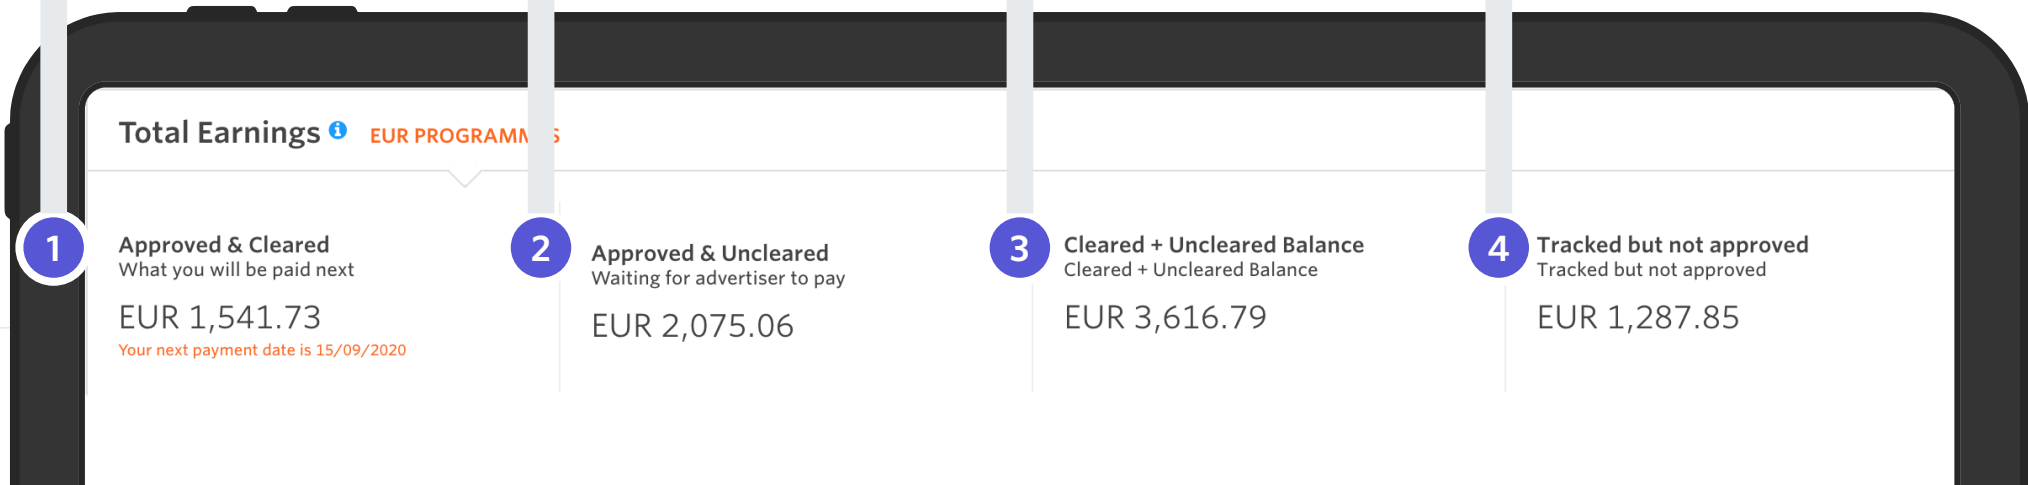 Total Earnings
EUR PROGRAMMES
1
Approved & Cleared
What you will be paid next
EUR 1,541.73
Your next payment date is 15/09/2020
2
Approved & Uncleared
Waiting for advertiser to pay
EUR 2,075.06
3
Cleared + Uncleared Balance
Cleared + Uncleared Balance
EUR 3,616.79
4
Tracked but not approved
Tracked but not approved
EUR 1,287.85